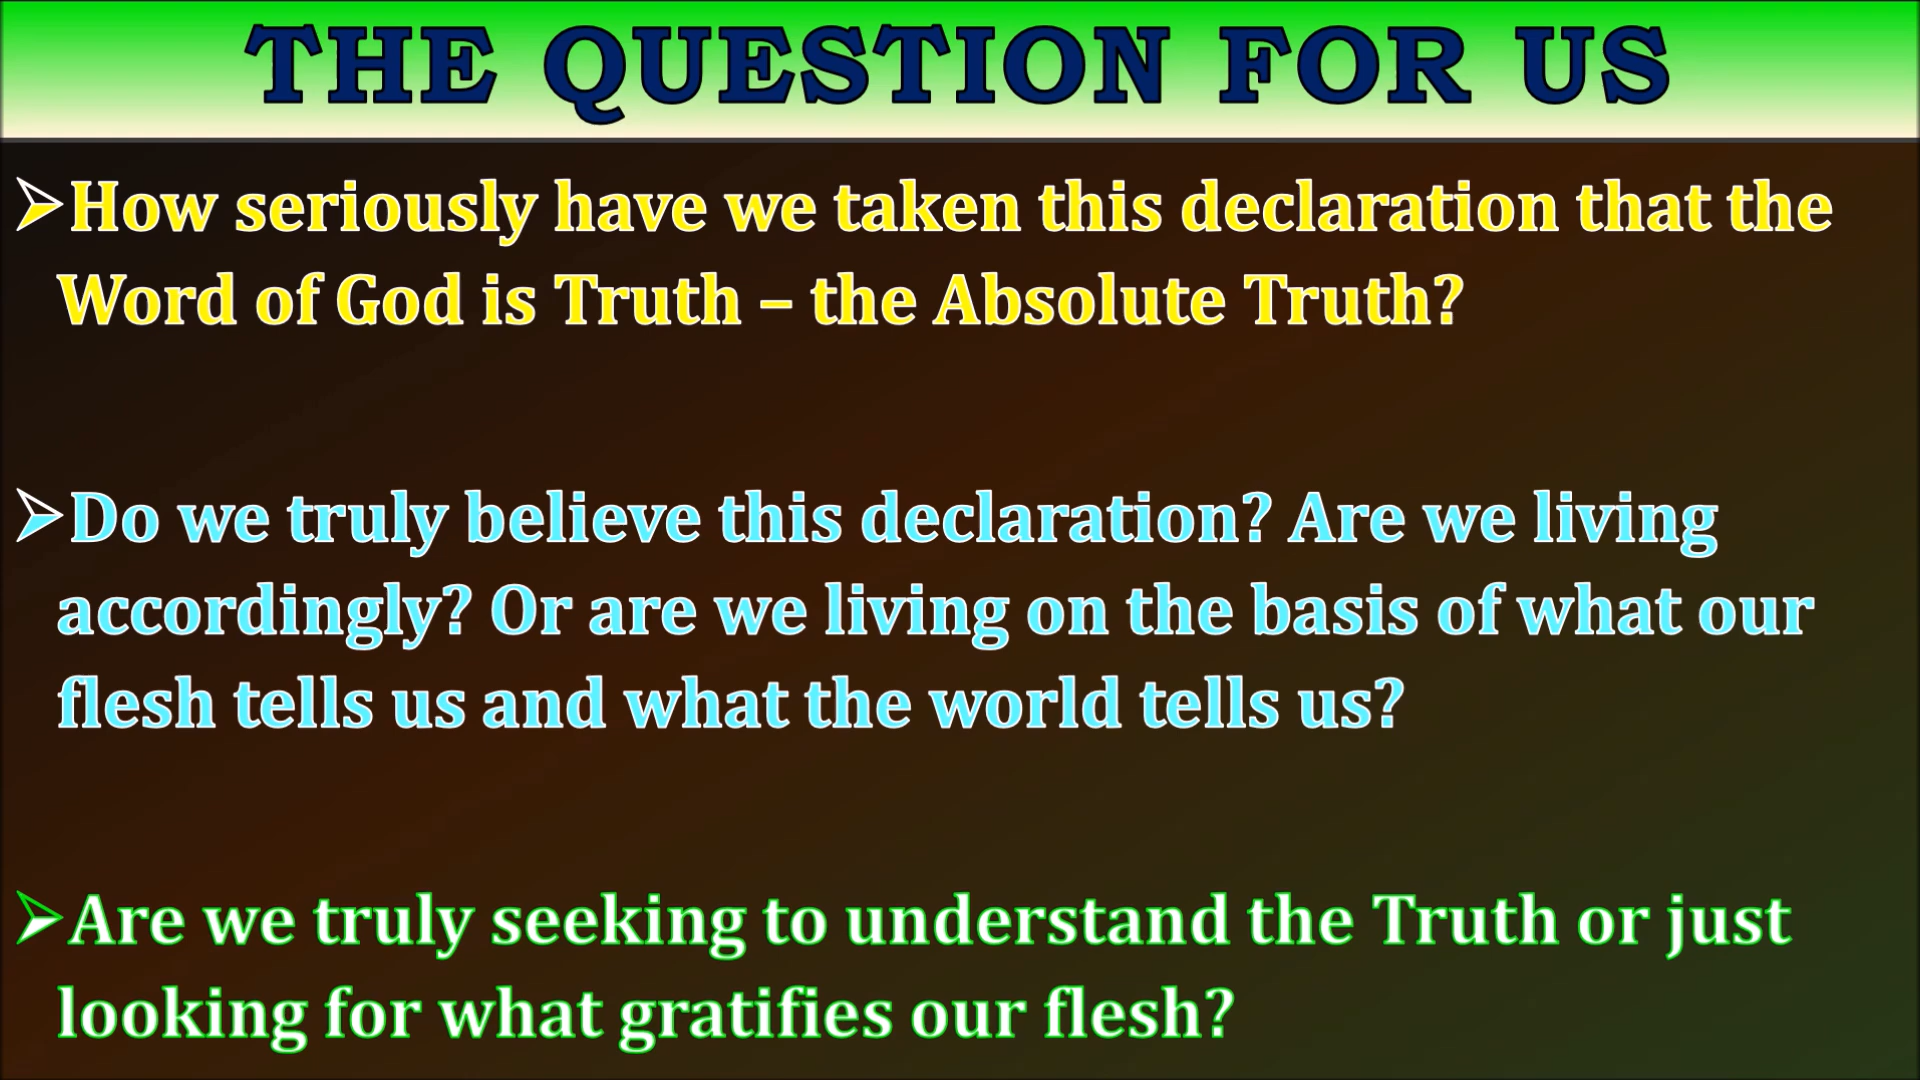 THE QUESTION FOR US
➢How seriously have we taken this declaration that the
Word of God is Truth – the Absolute Truth?
➢Do we truly believe this declaration? Are we living
accordingly? Or are we living on the basis of what our
flesh tells us and what the world tells us?
➢Are we truly seeking to understand the Truth or just
looking for what gratifies our flesh?